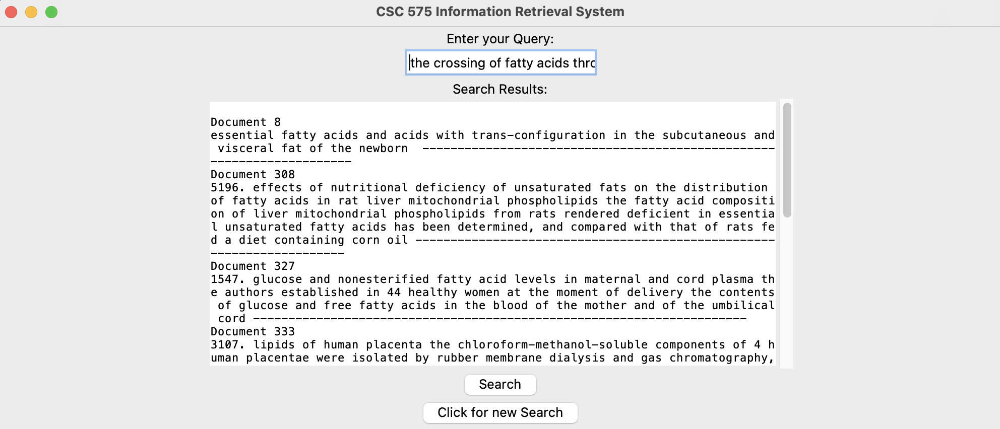 CSC 575 Information Retrieval System
Enter your Query:
the crossing of fatty acids thro
Search Results:
Document 8
essential fatty acids and acids with trans-configuration in the subcutaneous and
 visceral fat of the newborn  --------------------------------------------------
--------------------
Document 308
5196. effects of nutritional deficiency of unsaturated fats on the distribution
of fatty acids in rat liver mitochondrial phospholipids the fatty acid compositi
on of liver mitochondrial phospholipids from rats rendered deficient in essentia
l unsaturated fatty acids has been determined, and compared with that of rats fe
d a diet containing corn oil ---------------------------------------------------
-------------------
Document 327
1547. glucose and nonesterified fatty acid levels in maternal and cord plasma th
e authors established in 44 healthy women at the moment of delivery the contents
 of glucose and free fatty acids in the blood of the mother and of the umbilical
 cord ----------------------------------------------------------------------
Document 333
3107. lipids of human placenta the chloroform-methanol-soluble components of 4 h
uman placentae were isolated by rubber membrane dialysis and gas chromatography,
Search
Click for new Search